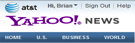 at&t Hi, Brian Sign Out Help
YAHOO! NEWS
HOME U.S. BUSINESS WORLD